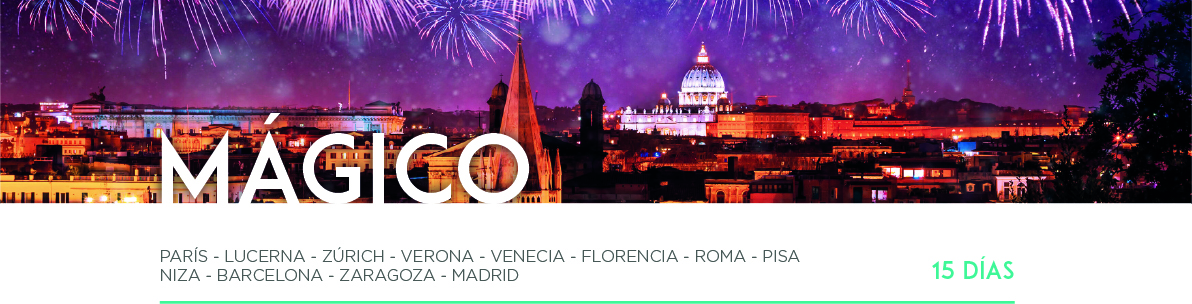 MÁGICO
PARÍS - LUCERNA - ZÚRICH - VERONA - VENECIA - FLORENCIA - ROMA - PISA
NIZA - BARCELONA - ZARAGOZA - MADRID
15 DÍAS